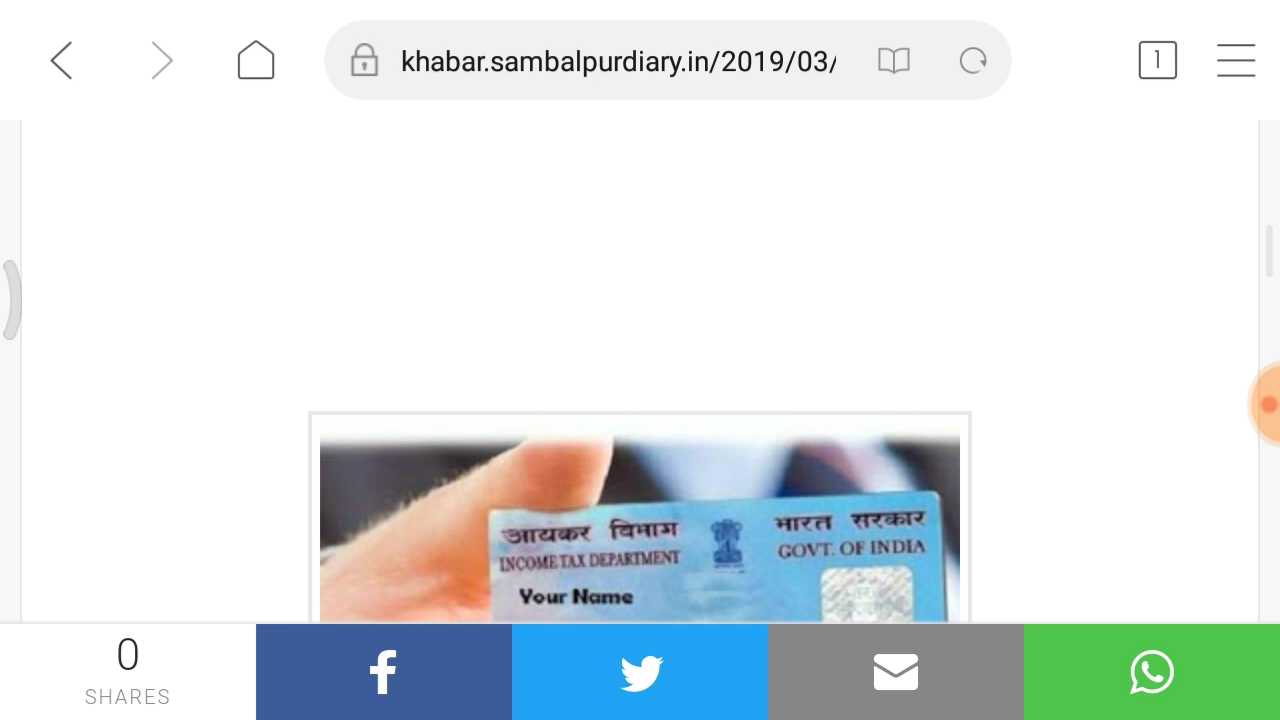 khabar.sambalpurdiary.in/2019/03/
1
आयकर विभाग
भारत सरकार
INCOME TAX DEPARTMENT
GOVT. OF INDIA
Your Name
0
SHARES